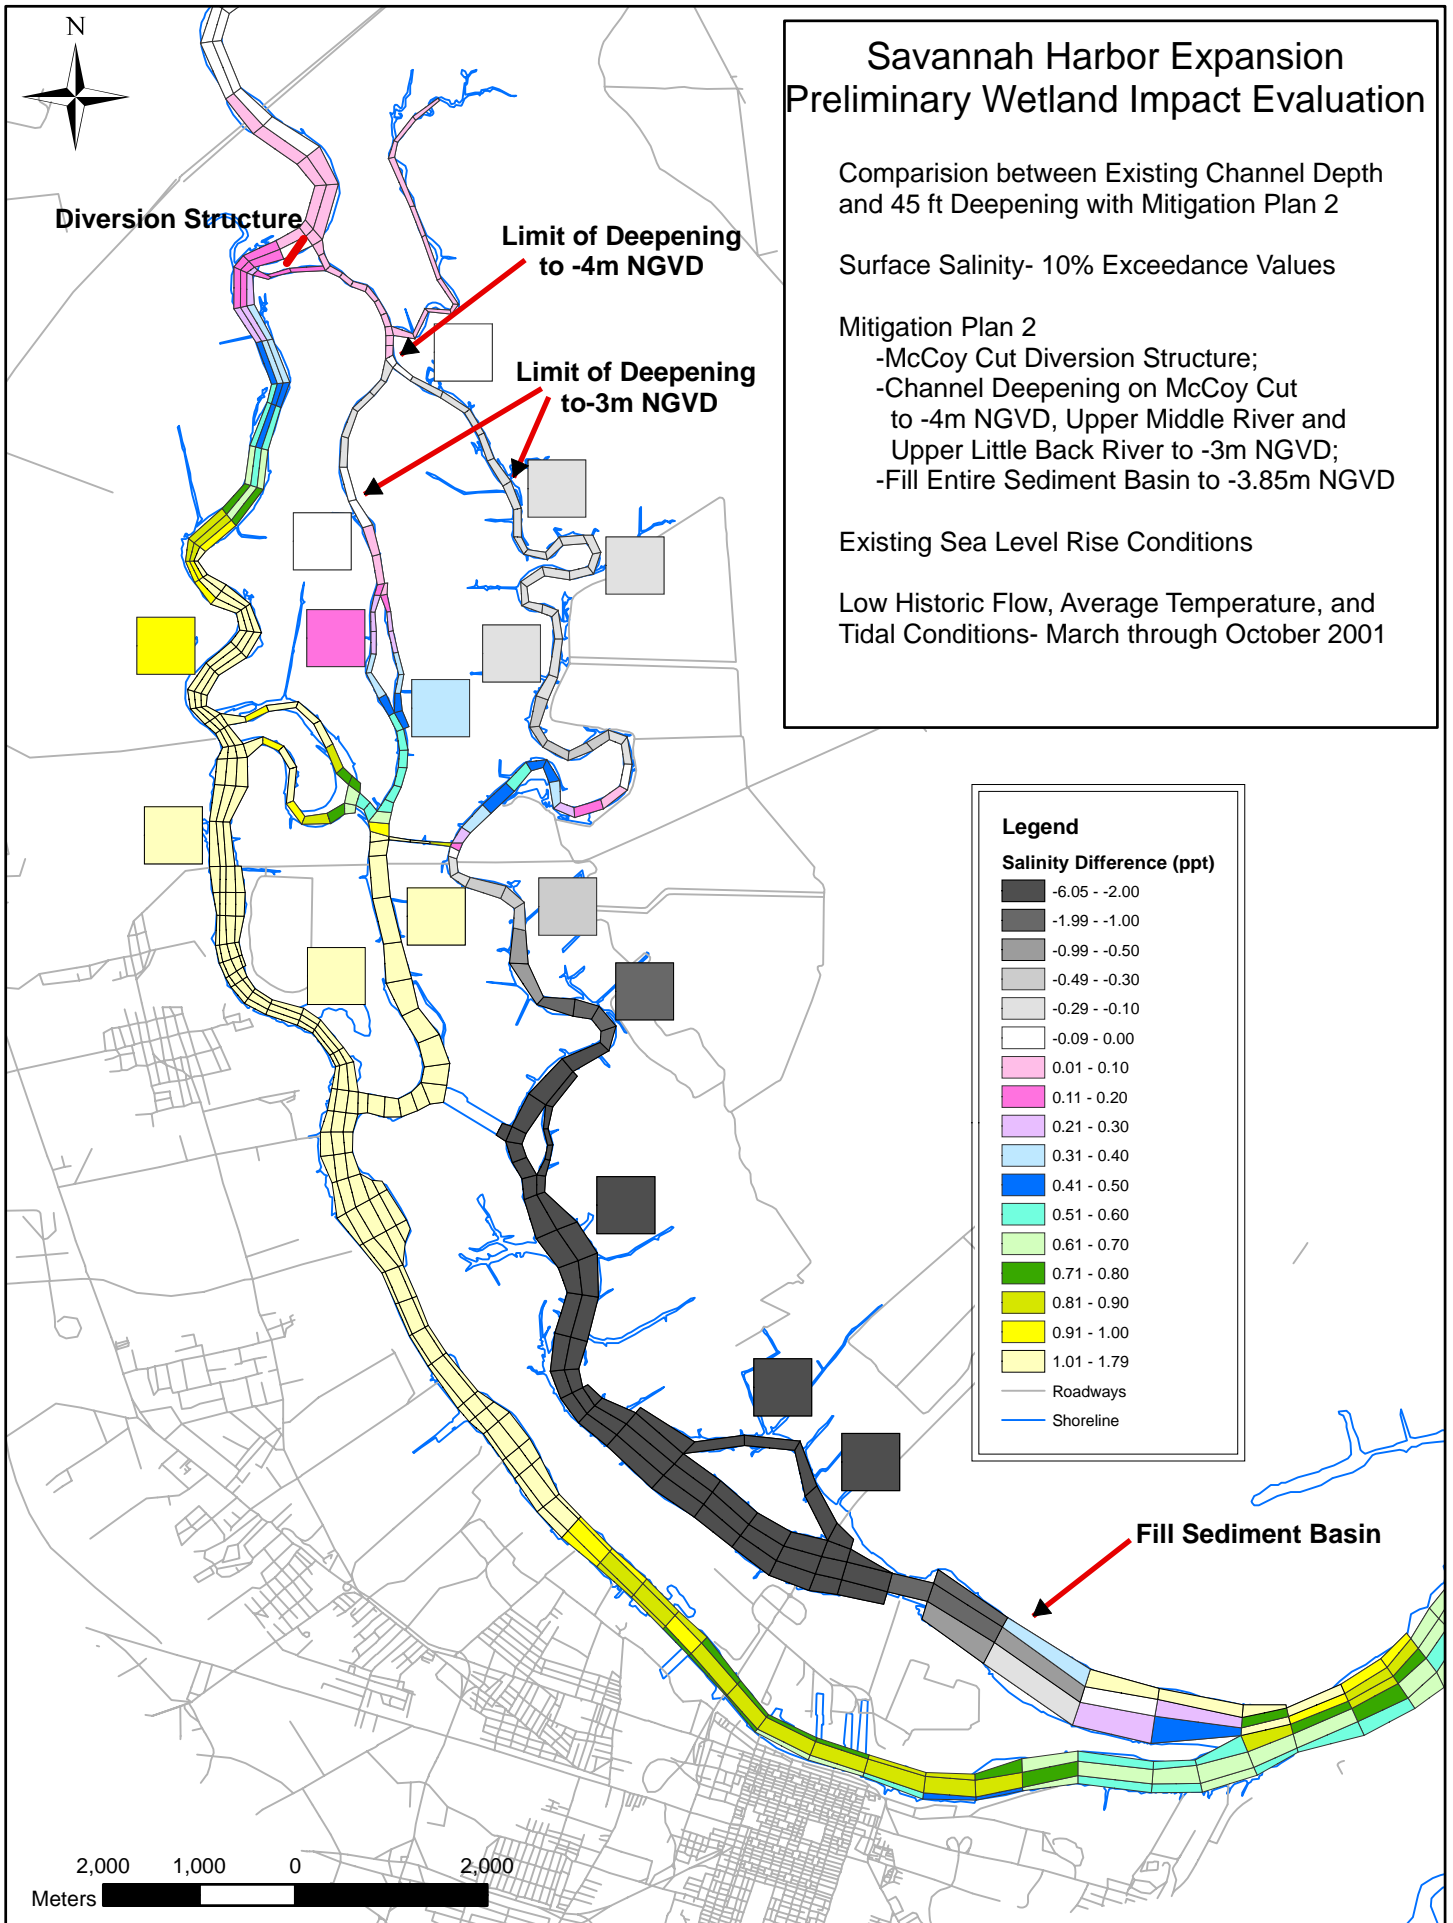 Savannah Harbor Expansion
Preliminary Wetland Impact Evaluation
Comparision between Existing Channel Depth
and 45 ft Deepening with Mitigation Plan 2
Surface Salinity- 10% Exceedance Values
Mitigation Plan 2
-McCoy Cut Diversion Structure;
-Channel Deepening on McCoy Cut
to -4m NGVD, Upper Middle River and
Upper Little Back River to -3m NGVD;
-Fill Entire Sediment Basin to -3.85m NGVD
Existing Sea Level Rise Conditions
Low Historic Flow, Average Temperature, and
Tidal Conditions- March through October 2001
N
Diversion Structure
Limit of Deepening
to -4m NGVD
Limit of Deepening
to-3m NGVD
Legend
Salinity Difference (ppt)
-6.05 - -2.00
-1.99 - -1.00
-0.99 - -0.50
-0.49 - -0.30
-0.29 - -0.10
-0.09 - 0.00
0.01 - 0.10
0.11 - 0.20
0.21 - 0.30
0.31 - 0.40
0.41 - 0.50
0.51 - 0.60
0.61 - 0.70
0.71 - 0.80
0.81 - 0.90
0.91 - 1.00
1.01 - 1.79
Roadways
Shoreline
Fill Sediment Basin
2,000 1,000 0 2,000
Meters